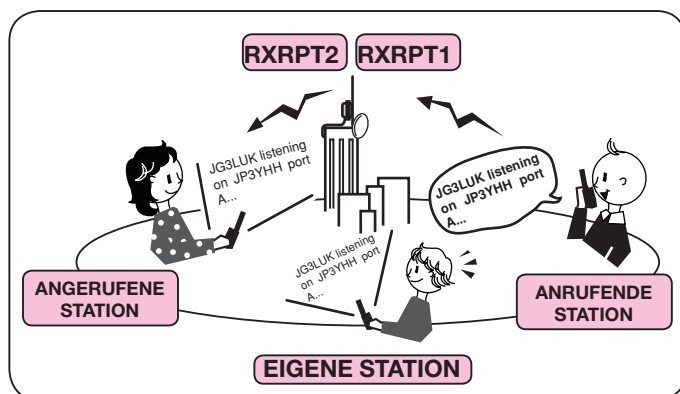 RXRPT2
RXRPT1
JG3LUK listening
on JP3YHH port
A...
JG3LUK listening
on JP3YHH port
A...
JG3LUK listening
on JP3YHH port
A...
ANGERUFENE
STATION
ANRUFENDE
STATION
EIGENE STATION